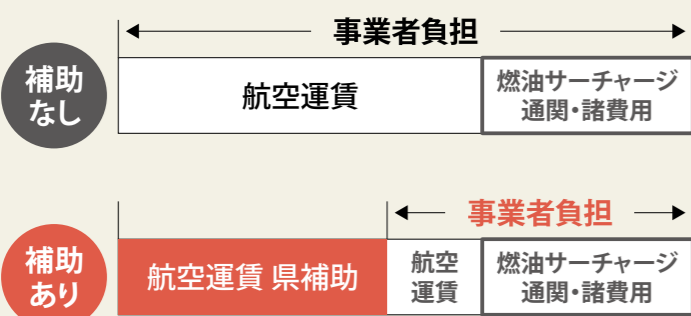 事業者負担
補助
なし
航空運賃
燃油サーチャージ
通関・諸費用
事業者負担
補助
あり
航空運賃 県補助
航空
運賃
燃油サーチャージ
通関・諸費用